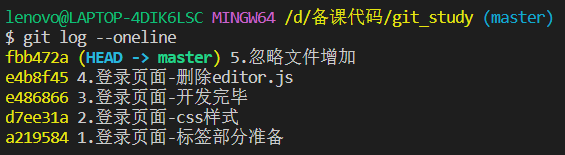 lenovo@LAPTOP-4DIK6LSC MINGW64 /d/备课代码/git_study (master)
$ git log --oneline
fbb472a (HEAD -> master) 5.忽略文件增加
e4b8f45 4.登录页面-删除editor.js
e486866 3.登录页面-开发完毕
d7ee31a 2.登录页面-css样式
a219584 1.登录页面-标签部分准备